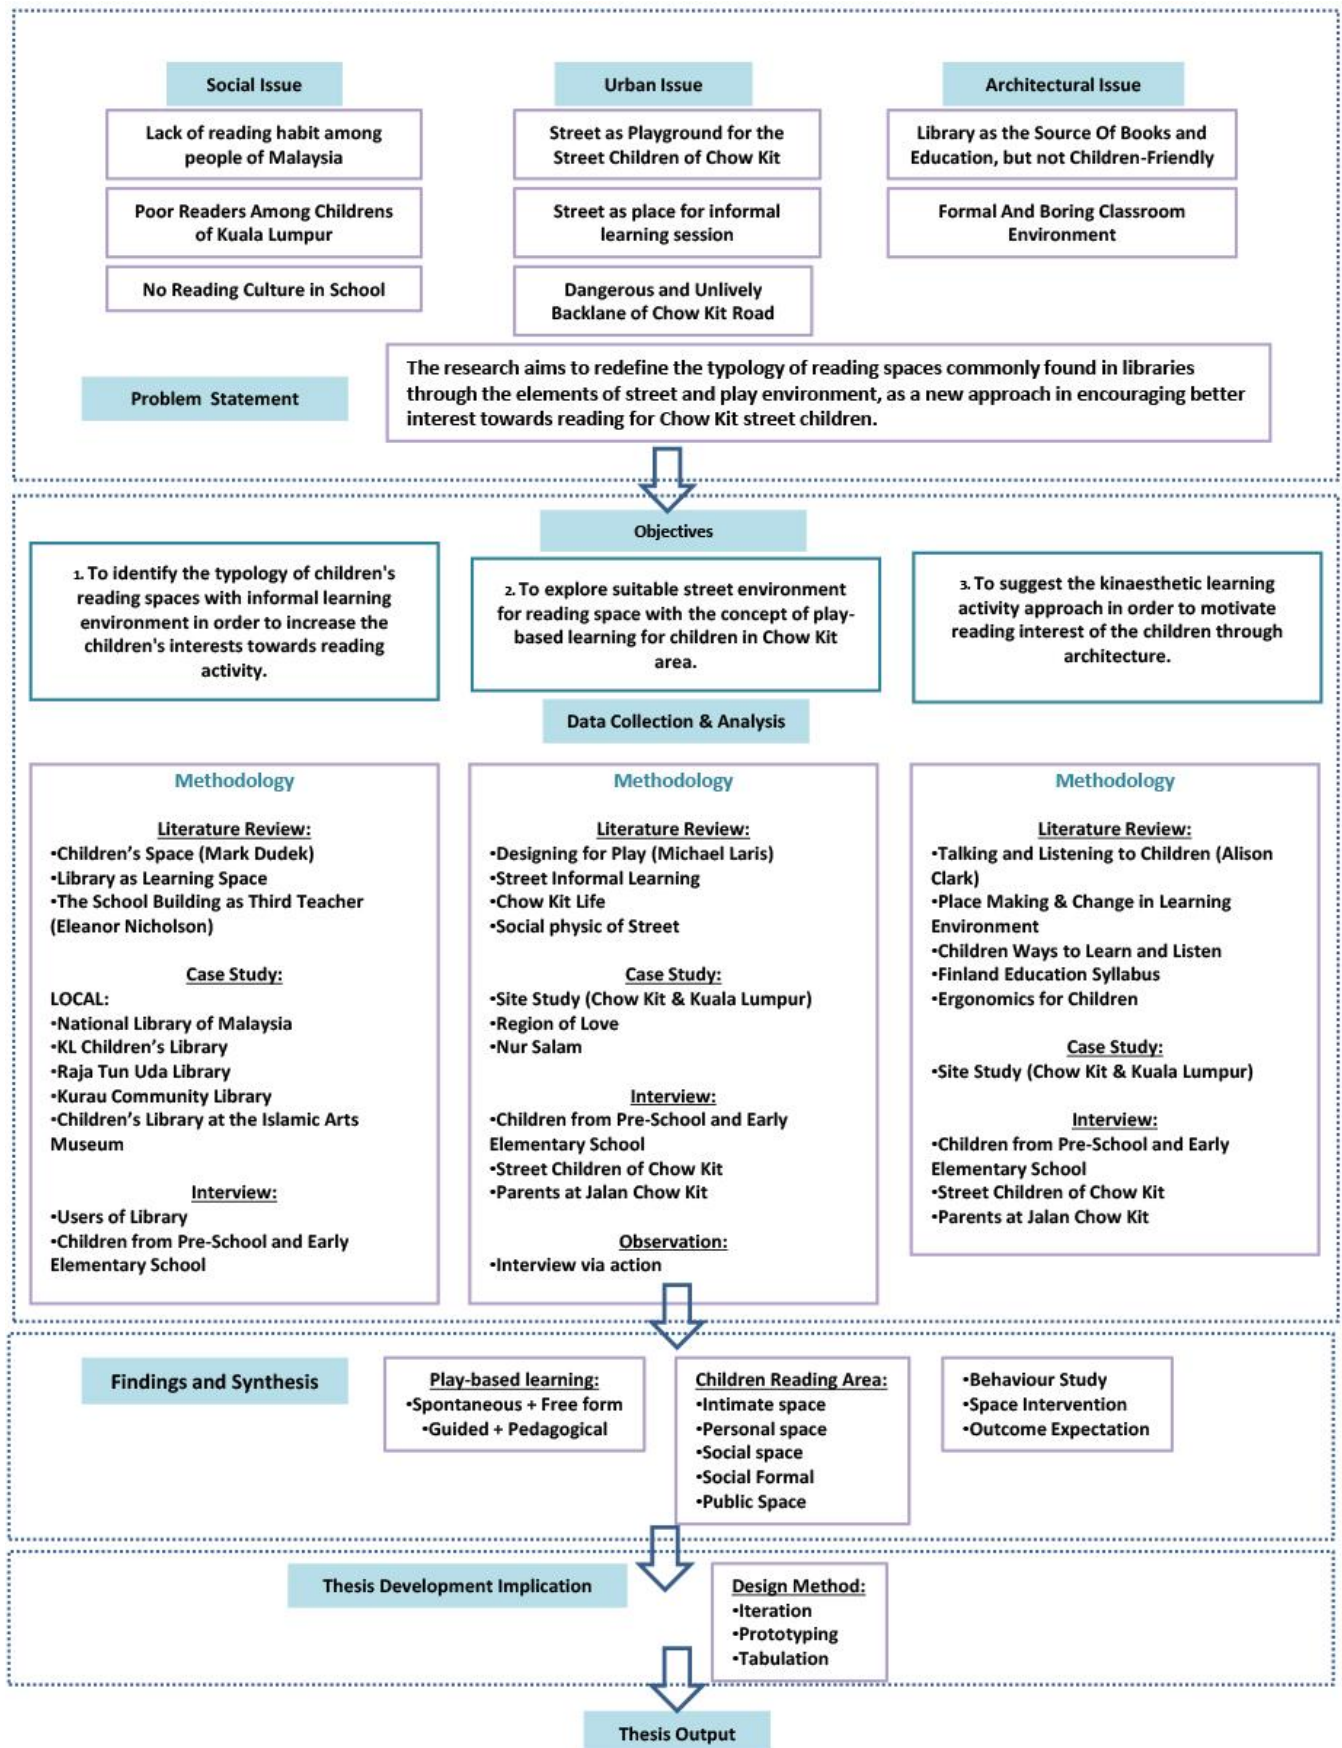 Social Issue
Lack of reading habit among
people of Malaysia
Poor Readers Among Childrens
of Kuala Lumpur
No Reading Culture in School
Urban Issue
Street as Playground for the
Street Children of Chow Kit
Street as place for informal
learning session
Dangerous and Unlively
Backlane of Chow Kit Road
Architectural Issue
Library as the Source Of Books and
Education, but not Children-Friendly
Formal And Boring Classroom
Environment
Problem Statement
The research aims to redefine the typology of reading spaces commonly found in libraries
through the elements of street and play environment, as a new approach in encouraging better
interest towards reading for Chow Kit street children.
Objectives
1. To identify the typology of children's
reading spaces with informal learning
environment in order to increase the
children's interests towards reading
activity.
2. To explore suitable street environment
for reading space with the concept of play-
based learning for children in Chow Kit
area.
3. To suggest the kinaesthetic learning
activity approach in order to motivate
reading interest of the children through
architecture.
Data Collection & Analysis
Methodology
Literature Review:
•Children’s Space (Mark Dudek)
•Library as Learning Space
•The School Building as Third Teacher
(Eleanor Nicholson)
Case Study:
LOCAL:
•National Library of Malaysia
•KL Children’s Library
•Raja Tun Uda Library
•Kurau Community Library
•Children’s Library at the Islamic Arts
Museum
Interview:
•Users of Library
•Children from Pre-School and Early
Elementary School
Methodology
Literature Review:
•Designing for Play (Michael Laris)
•Street Informal Learning
•Chow Kit Life
•Social physic of Street
Case Study:
•Site Study (Chow Kit & Kuala Lumpur)
•Region of Love
•Nur Salam
Interview:
•Children from Pre-School and Early
Elementary School
•Street Children of Chow Kit
•Parents at Jalan Chow Kit
Observation:
•Interview via action
Methodology
Literature Review:
•Talking and Listening to Children (Alison
Clark)
•Place Making & Change in Learning
Environment
•Children Ways to Learn and Listen
•Finland Education Syllabus
•Ergonomics for Children
Case Study:
•Site Study (Chow Kit & Kuala Lumpur)
Interview:
•Children from Pre-School and Early
Elementary School
•Street Children of Chow Kit
•Parents at Jalan Chow Kit
Findings and Synthesis
Play-based learning:
•Spontaneous + Free form
•Guided + Pedagogical
Children Reading Area:
•Intimate space
•Personal space
•Social space
•Social Formal
•Public Space
•Behaviour Study
•Space Intervention
•Outcome Expectation
Thesis Development Implication
Design Method:
•Iteration
•Prototyping
•Tabulation
Thesis Output